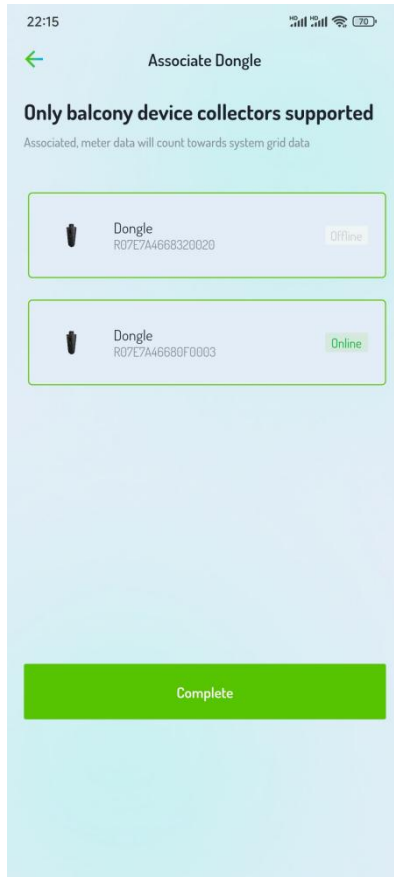 22:15
70
Associate Dongle
Only balcony device collectors supported
Associated, meter data will count towards system grid data
Dongle
R07E7A4668320020
Offline
Dongle
R07E7A46680F0003
Online
Complete